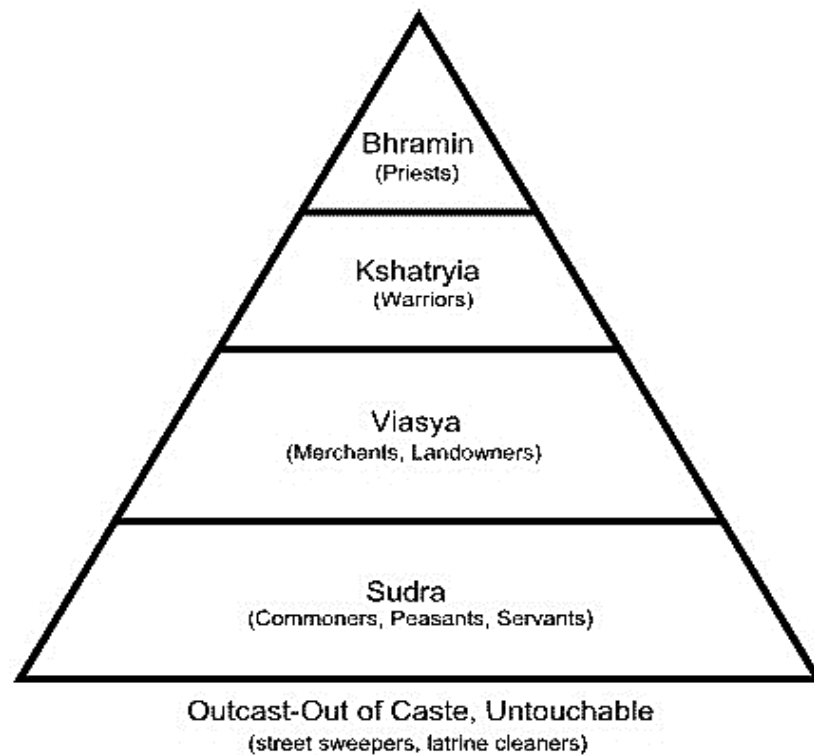 Bhramin
(Priests)
Kshatryia
(Warriors)
Viasya
(Merchants, Landowners)
Sudra
(Commoners, Peasants, Servants)
Outcast-Out of Caste, Untouchable
(street sweepers, latrine cleaners)